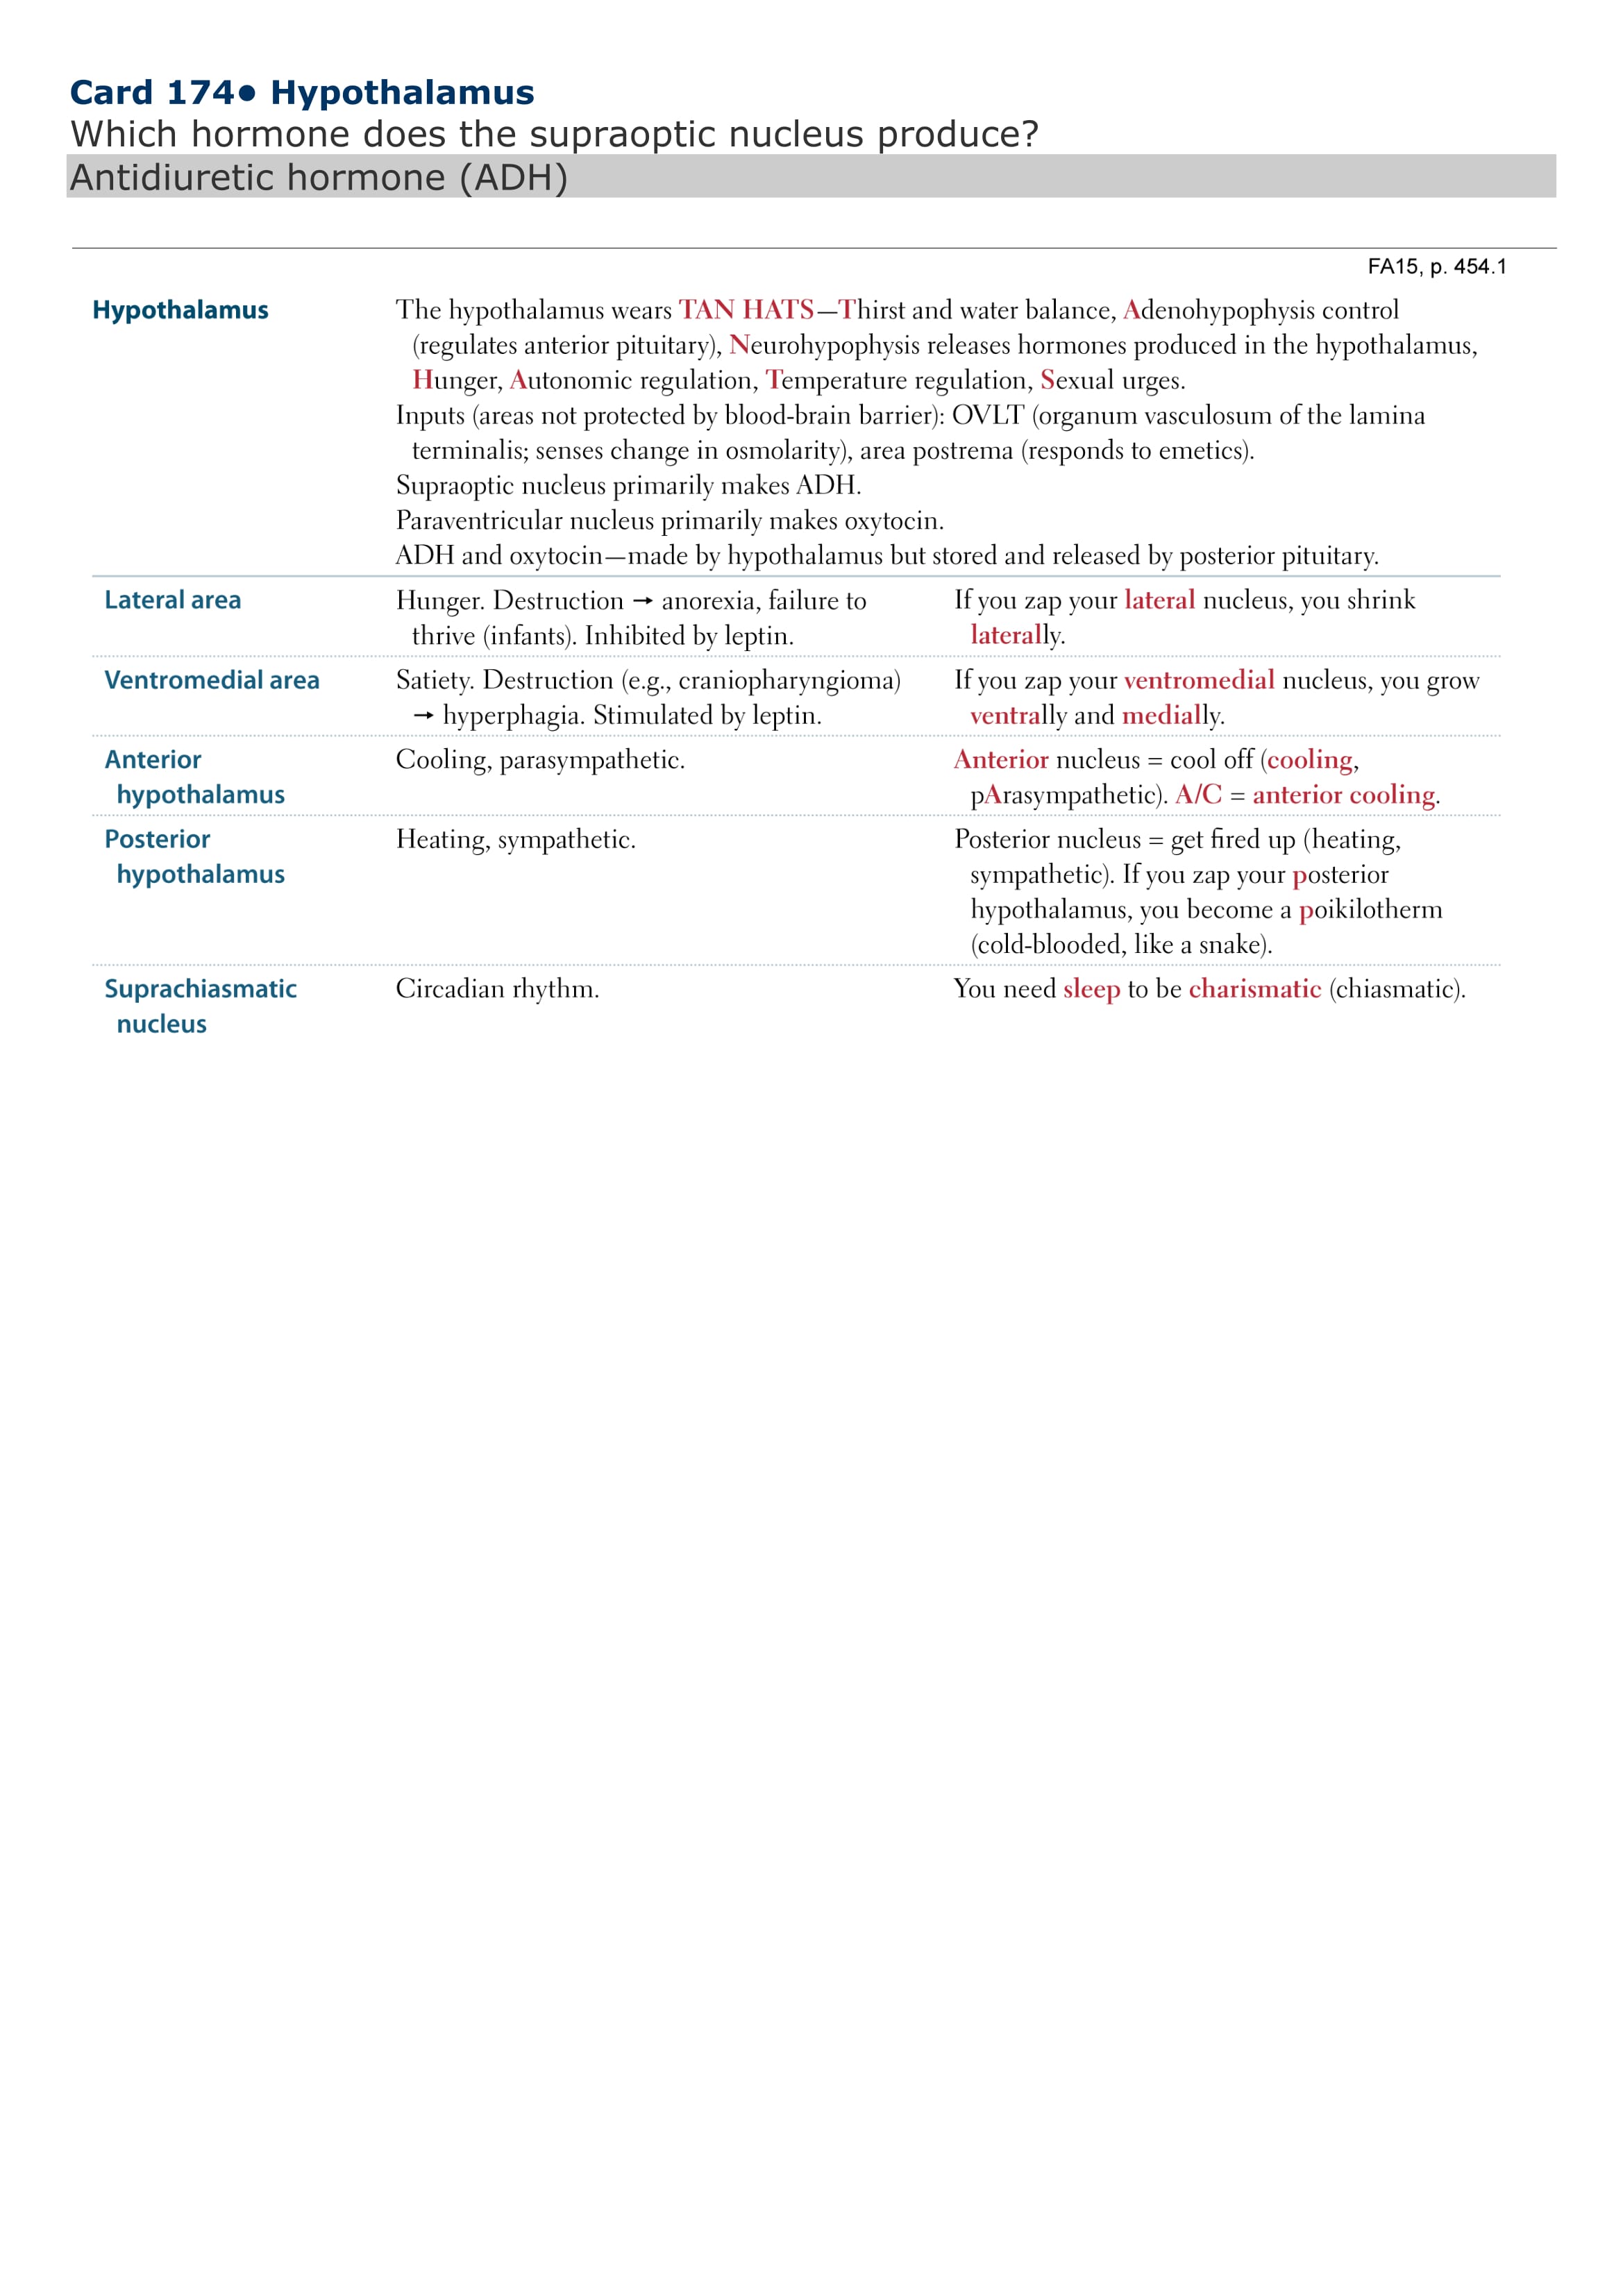 Card 174● Hypothalamus
Which hormone does the supraoptic nucleus produce?
Antidiuretic hormone (ADH)
FA15, p. 454.1
Hypothalamus
The hypothalamus wears TAN HATS—Thirst and water balance, Adenohypophysis control
(regulates anterior pituitary), Neurohypophysis releases hormones produced in the hypothalamus,
Hunger, Autonomic regulation, Temperature regulation, Sexual urges.
Inputs (areas not protected by blood-brain barrier): OVLT (organum vasculosum of the lamina
terminalis; senses change in osmolarity), area postrema (responds to emetics).
Supraoptic nucleus primarily makes ADH.
Paraventricular nucleus primarily makes oxytocin.
ADH and oxytocin—made by hypothalamus but stored and released by posterior pituitary.
Lateral area
Hunger. Destruction → anorexia, failure to
thrive (infants). Inhibited by leptin.
If you zap your lateral nucleus, you shrink
laterally.
Ventromedial area
Satiety. Destruction (e.g., craniopharyngioma)
→ hyperphagia. Stimulated by leptin.
If you zap your ventromedial nucleus, you grow
ventrally and medially.
Anterior
hypothalamus
Cooling, parasympathetic.
Anterior nucleus = cool off (cooling,
pArasympathetic). A/C = anterior cooling.
Posterior
hypothalamus
Heating, sympathetic.
Posterior nucleus = get fired up (heating,
sympathetic). If you zap your posterior
hypothalamus, you become a poikilotherm
(cold-blooded, like a snake).
Suprachiasmatic
nucleus
Circadian rhythm.
You need sleep to be charismatic (chiasmatic).